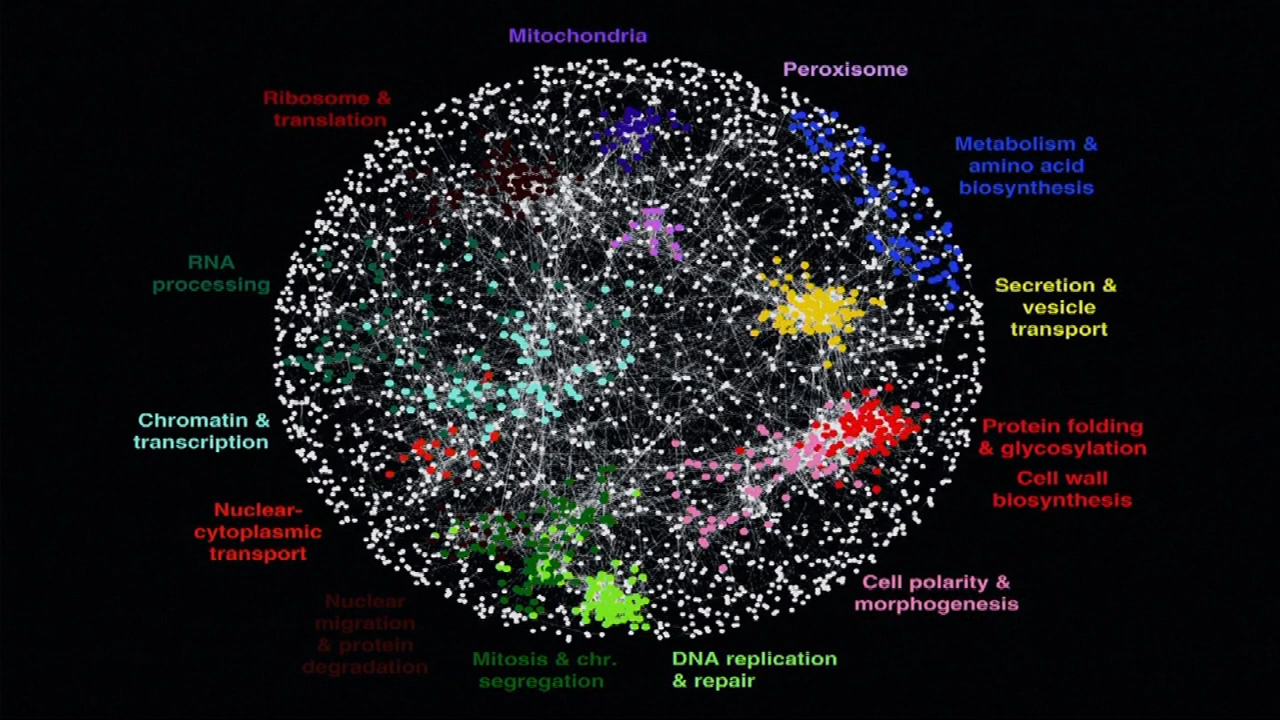 Mitochondria
Peroxisome
Ribosome &
translation
Metabolism &
amino acid
biosynthesis
RNA
processing
Secretion &
vesicle
transport
Chromatin &
transcription
Protein folding
& glycosylation
Cell wall
biosynthesis
Nuclear-
cytoplasmic
transport
Cell polarity &
morphogenesis
Nuclear
migration
& protein
degradation
Mitosis & chr.
segregation
DNA replication
& repair